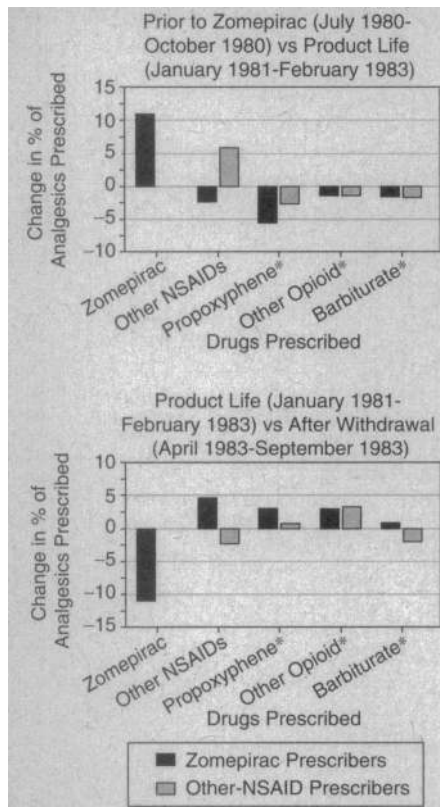 Prior to Zomepirac (July 1980-
October 1980) vs Product Life
(January 1981-February 1983)
15
10
5
0
−5
−10
Change in % of
Analgesics Prescribed
Zomepirac
Other NSAIDs
Propoxyphene*
Other Opioid*
Barbiturate*
Drugs Prescribed
Product Life (January 1981-
February 1983) vs After Withdrawal
(April 1983-September 1983)
10
5
0
−5
−10
−15
Change in % of
Analgesics Prescribed
Zomepirac
Other NSAIDs
Propoxyphene*
Other Opioid*
Barbiturate*
Drugs Prescribed
Zomepirac Prescribers
Other-NSAID Prescribers